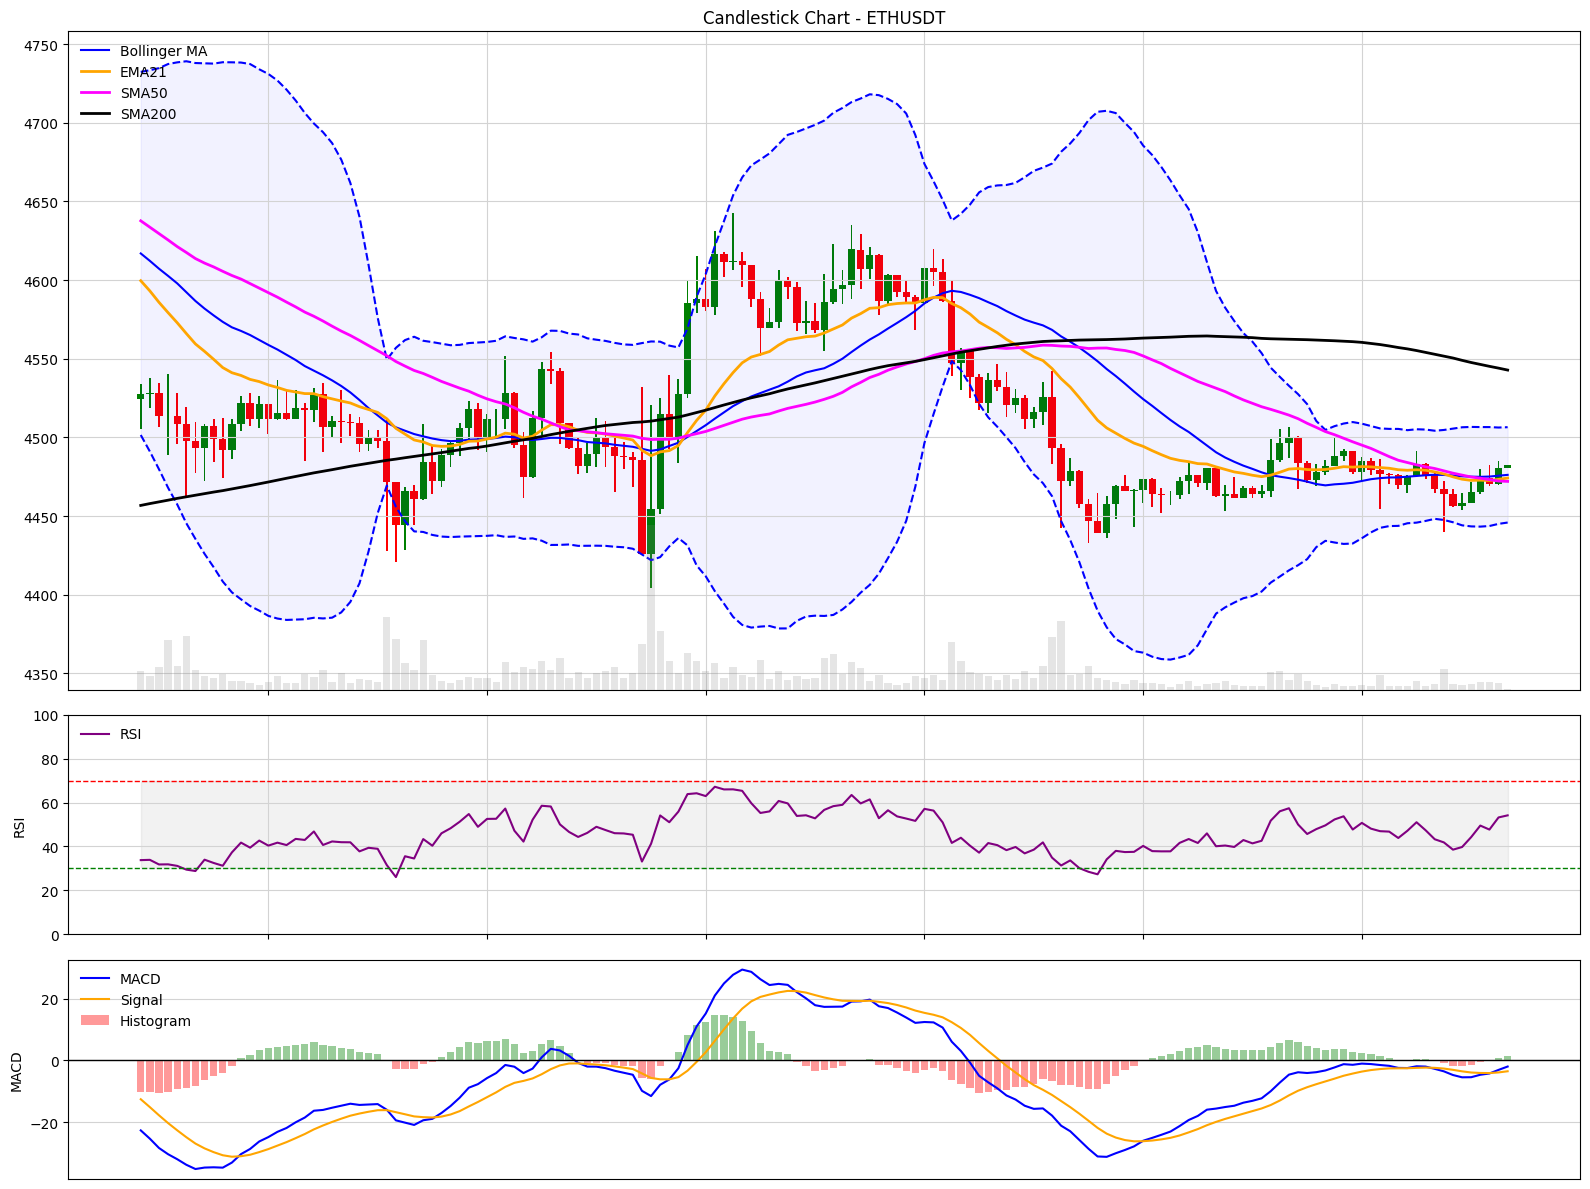 Candlestick Chart - ETHUSDT
4750
4700
4650
4600
4550
4500
4450
4400
4350
Bollinger MA
EMA21
SMA50
SMA200
100
80
60
40
20
0
RSI
RSI
20
0
−20
MACD
MACD
Signal
Histogram